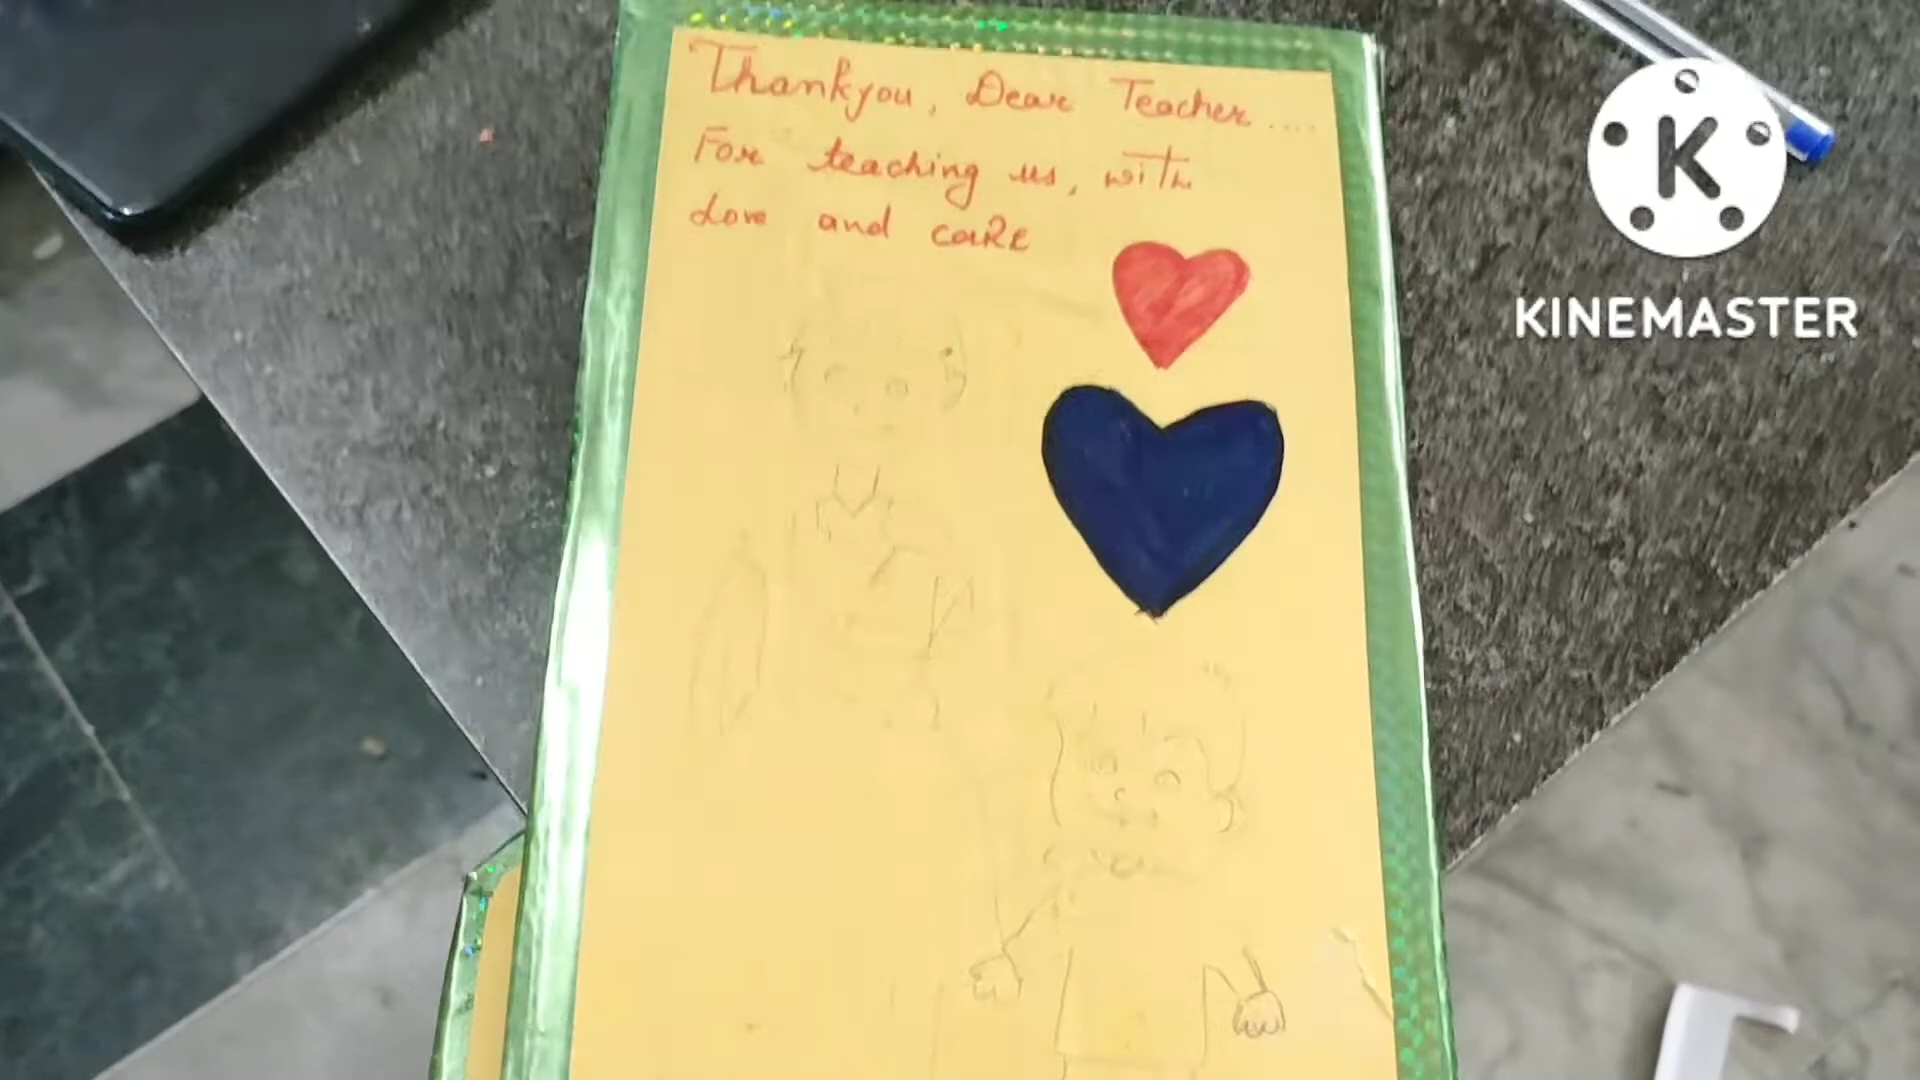 Thankyou, Dear Teacher....
For teaching us, with
Love and caRe
KINEMASTER